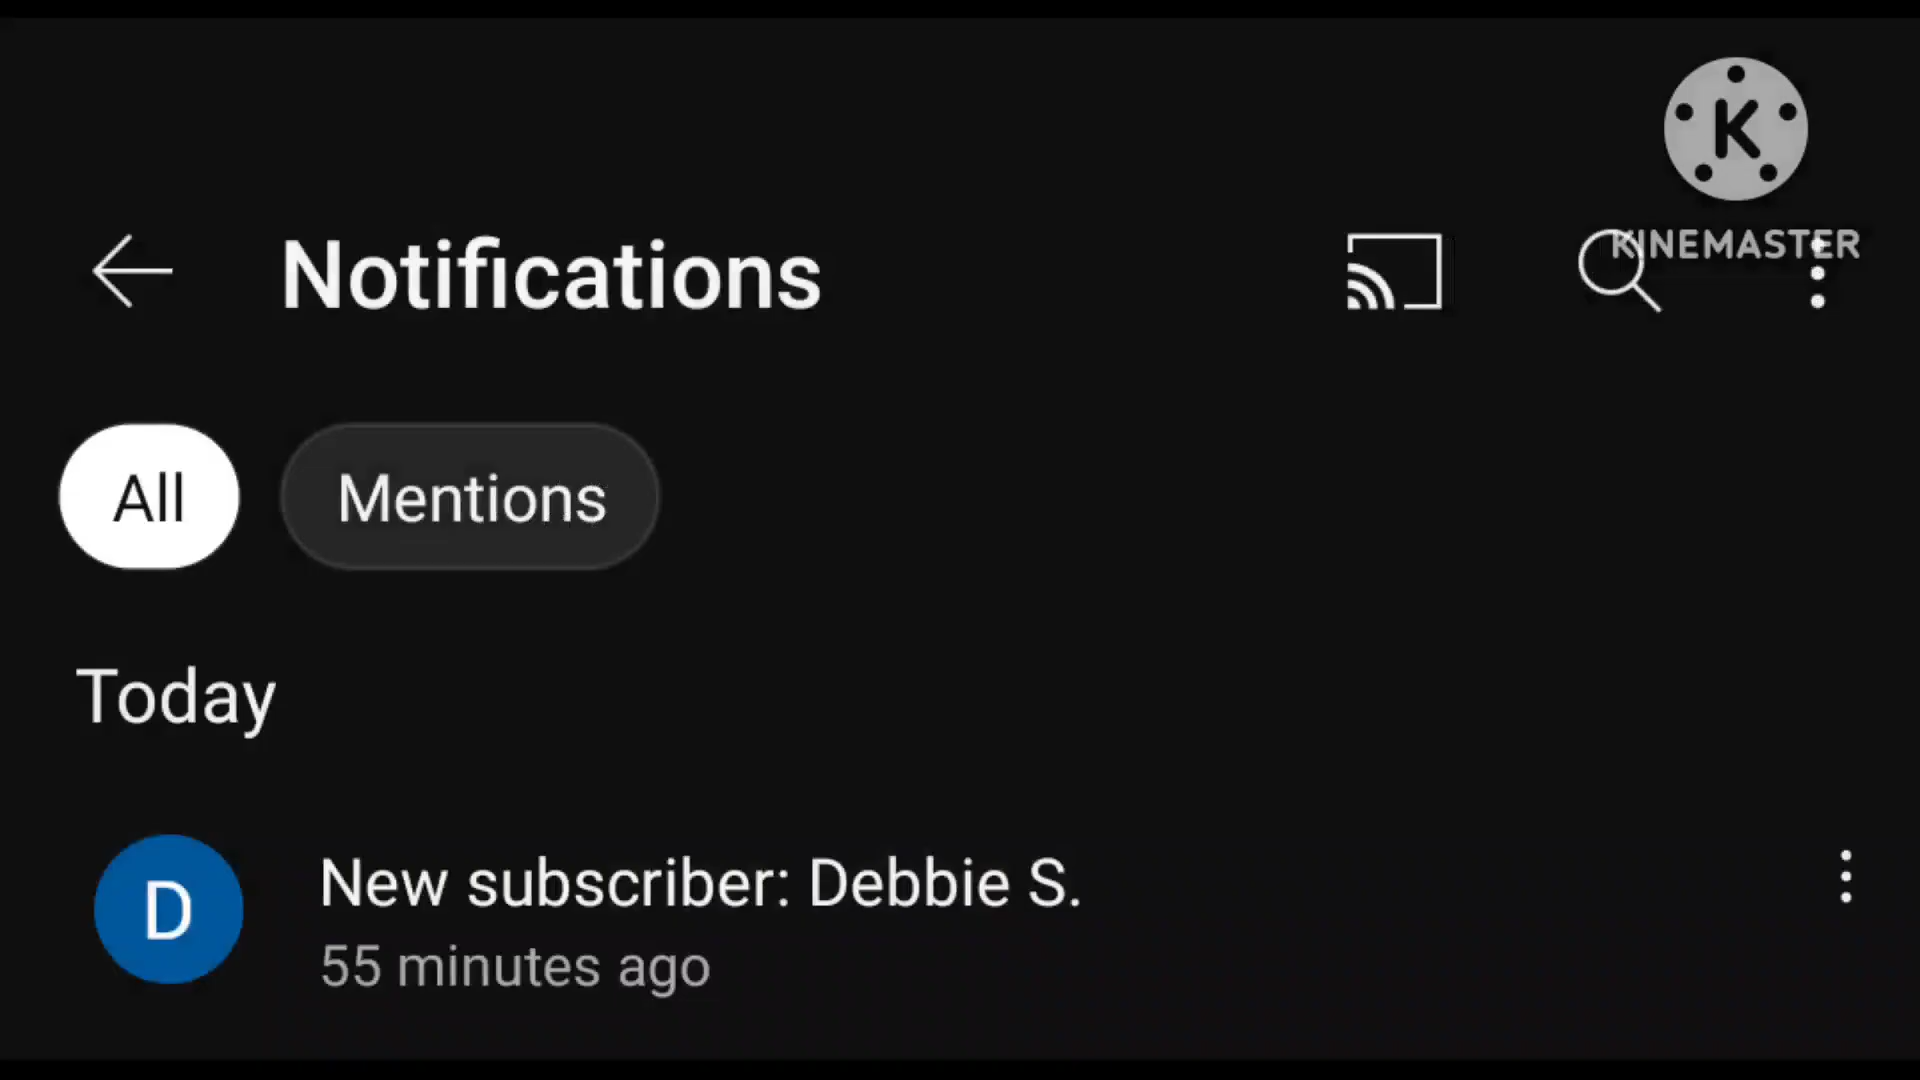 K
KINEMASTER
Notifications
All
Mentions
Today
D
New subscriber: Debbie S.
55 minutes ago